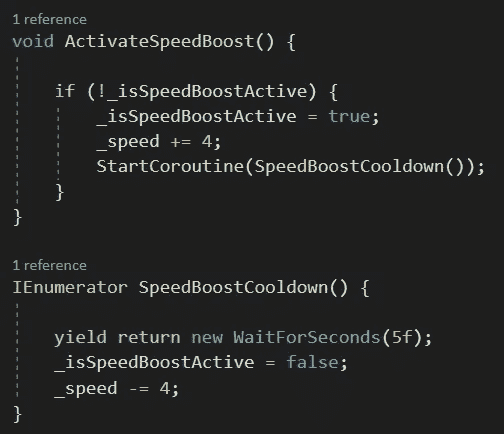 1 reference
void ActivateSpeedBoost() {
if (!_isSpeedBoostActive) {
_isSpeedBoostActive = true;
_speed += 4;
StartCoroutine(SpeedBoostCooldown());
}
}
1 reference
IEnumerator SpeedBoostCooldown() {
yield return new WaitForSeconds(5f);
_isSpeedBoostActive = false;
_speed -= 4;
}